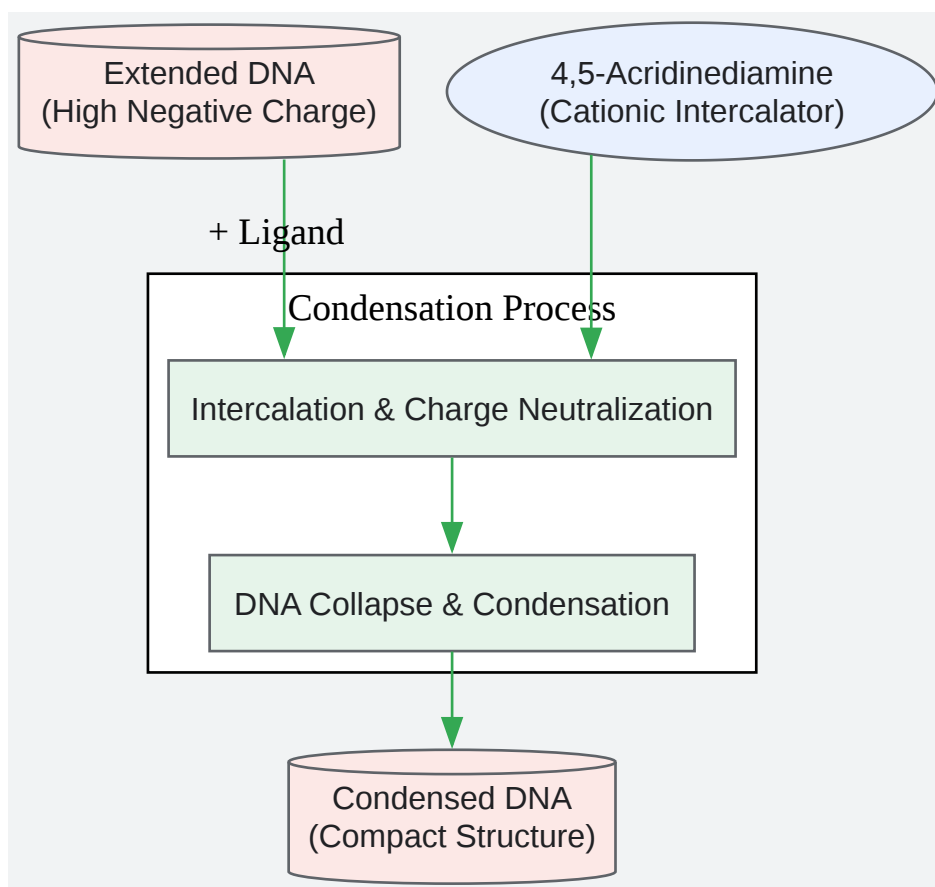 Extended DNA
(High Negative Charge)
4,5-Acridinediamine
(Cationic Intercalator)
+ Ligand
Condensation Process
Intercalation & Charge Neutralization
DNA Collapse & Condensation
Condensed DNA
(Compact Structure)